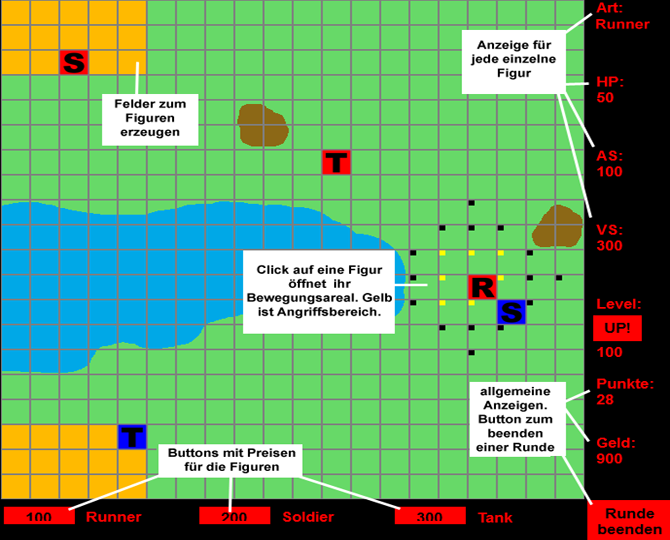 Art:
Runner
Anzeige für
jede einzelne
Figur
S
HP:
50
Felder zum
Figuren
erzeugen
T
AS:
100
VS:
300
Click auf eine Figur
öffnet ihr
Bewegungsareal. Gelb
ist Angriffsbereich.
R
S
Level:
UP!
100
allgemeine
Anzeigen.
Button zum
beenden
einer Runde
Punkte:
28
T
Geld:
900
Buttons mit Preisen
für die Figuren
100 Runner 200 Soldier 300 Tank
Runde
beenden